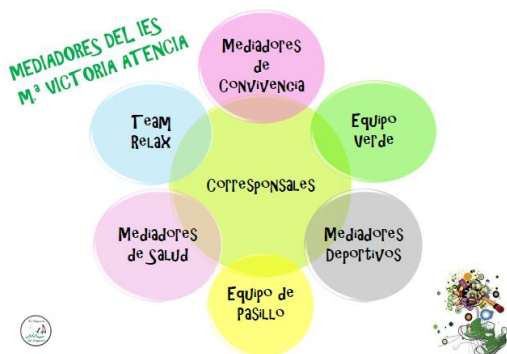 MEDIADORES DEL IES
M.ª VICTORIA ATENCIA
Mediadores
de
Convivencia
Team
Relax
Equipo
Verde
Corresponsales
Mediadores
de Salud
Mediadores
Deportivos
Equipo de
Pasillo